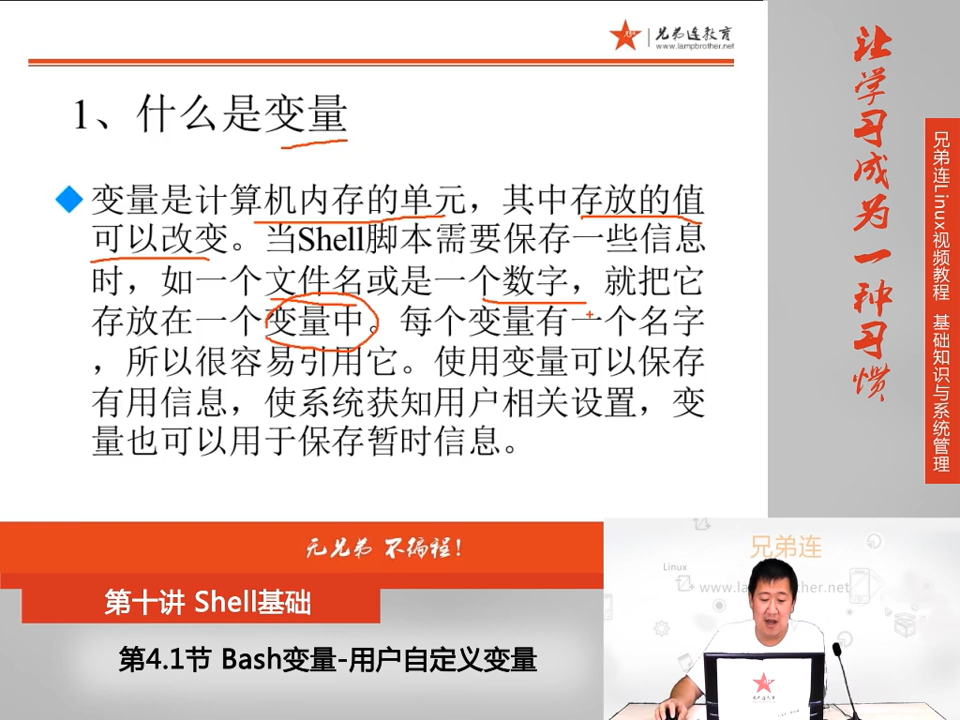 兄弟连教育
www.lampbrother.net
1、什么是变量
变量是计算机内存的单元，其中存放的值
可以改变。当Shell脚本需要保存一些信息
时，如一个文件名或是一个数字，就把它
存放在一个变量中。每个变量有一个名字
，所以很容易引用它。使用变量可以保存
有用信息，使系统获知用户相关设置，变
量也可以用于保存暂时信息。
让学习成为一种习惯
兄弟连Linux视频教程 基础知识与系统管理
无兄弟 不编程！
第十讲 Shell基础
第4.1节 Bash变量-用户自定义变量
兄弟连
Linux